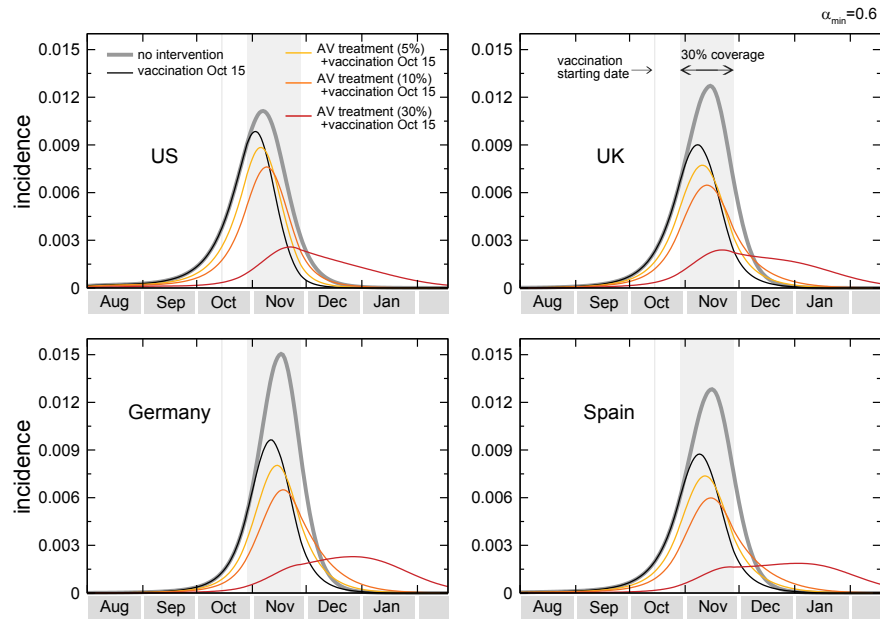 αmin=0.6
0.015
0.012
0.009
0.006
0.003
0
incidence
no intervention
vaccination Oct 15
AV treatment (5%)
+vaccination Oct 15
AV treatment (10%)
+vaccination Oct 15
AV treatment (30%)
+vaccination Oct 15
US
Aug Sep Oct Nov Dec Jan
0.015
0.012
0.009
0.006
0.003
0
vaccination
starting date
30% coverage
UK
Aug Sep Oct Nov Dec Jan
0.015
0.012
0.009
0.006
0.003
0
incidence
Germany
Aug Sep Oct Nov Dec Jan
0.015
0.012
0.009
0.006
0.003
0
Spain
Aug Sep Oct Nov Dec Jan